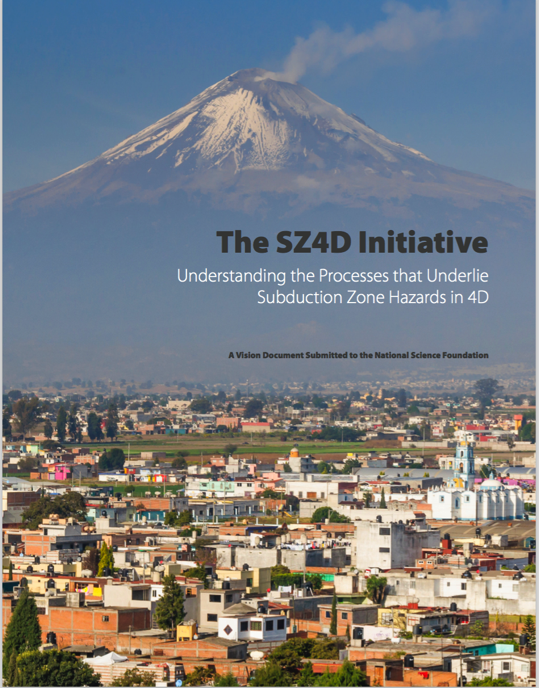 The SZ4D Initiative
Understanding the Processes that Underlie
Subduction Zone Hazards in 4D
A Vision Document Submitted to the National Science Foundation